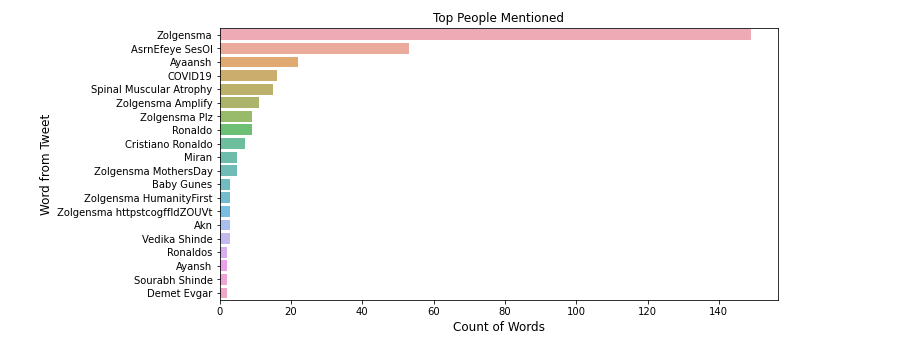 Top People Mentioned
Word from Tweet
Zolgensma
AsrnEfeye SesOl
Ayaansh
COVID19
Spinal Muscular Atrophy
Zolgensma Amplify
Zolgensma Plz
Ronaldo
Cristiano Ronaldo
Miran
Zolgensma MothersDay
Baby Gunes
Zolgensma HumanityFirst
Zolgensma httpstcogffldZOUVt
Akn
Vedika Shinde
Ronaldos
Ayansh
Sourabh Shinde
Demet Evgar
0 20 40 60 80 100 120 140
Count of Words